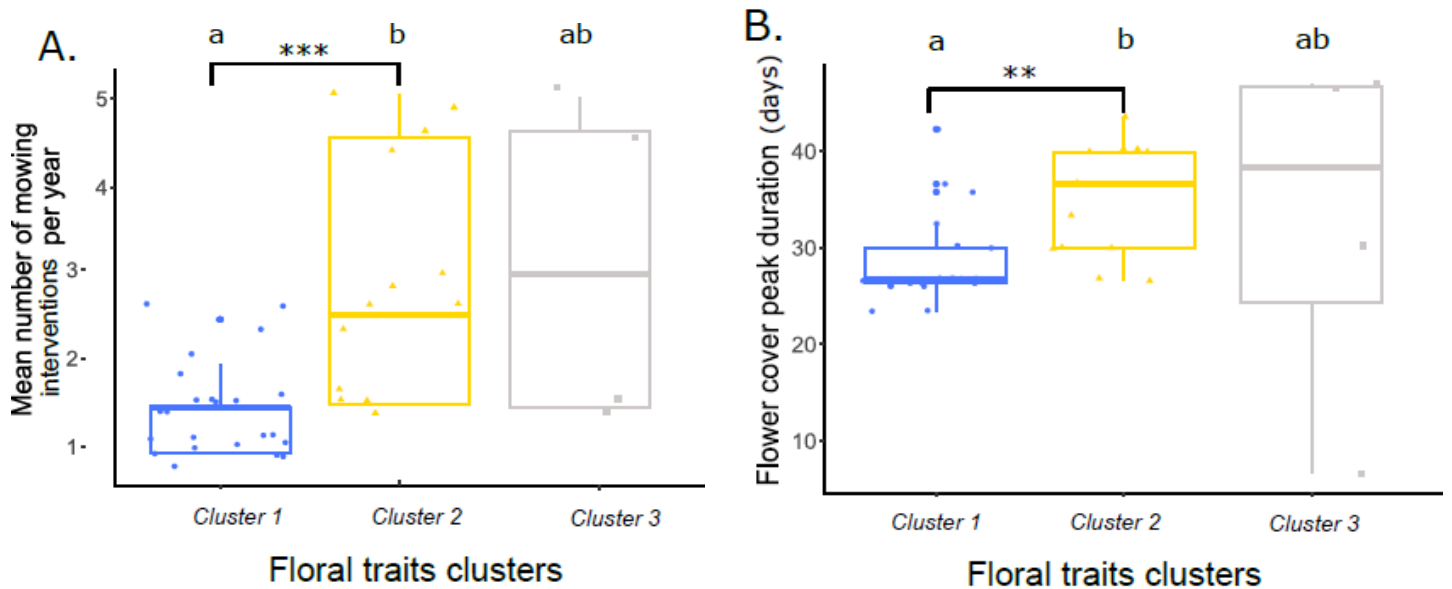 A.
a
b
ab
***
Mean number of mowing
interventions per year
5
4
3
2
1
Cluster 1
Cluster 2
Cluster 3
Floral traits clusters
B.
a
b
ab
**
Flower cover peak duration (days)
40
30
20
10
Cluster 1
Cluster 2
Cluster 3
Floral traits clusters